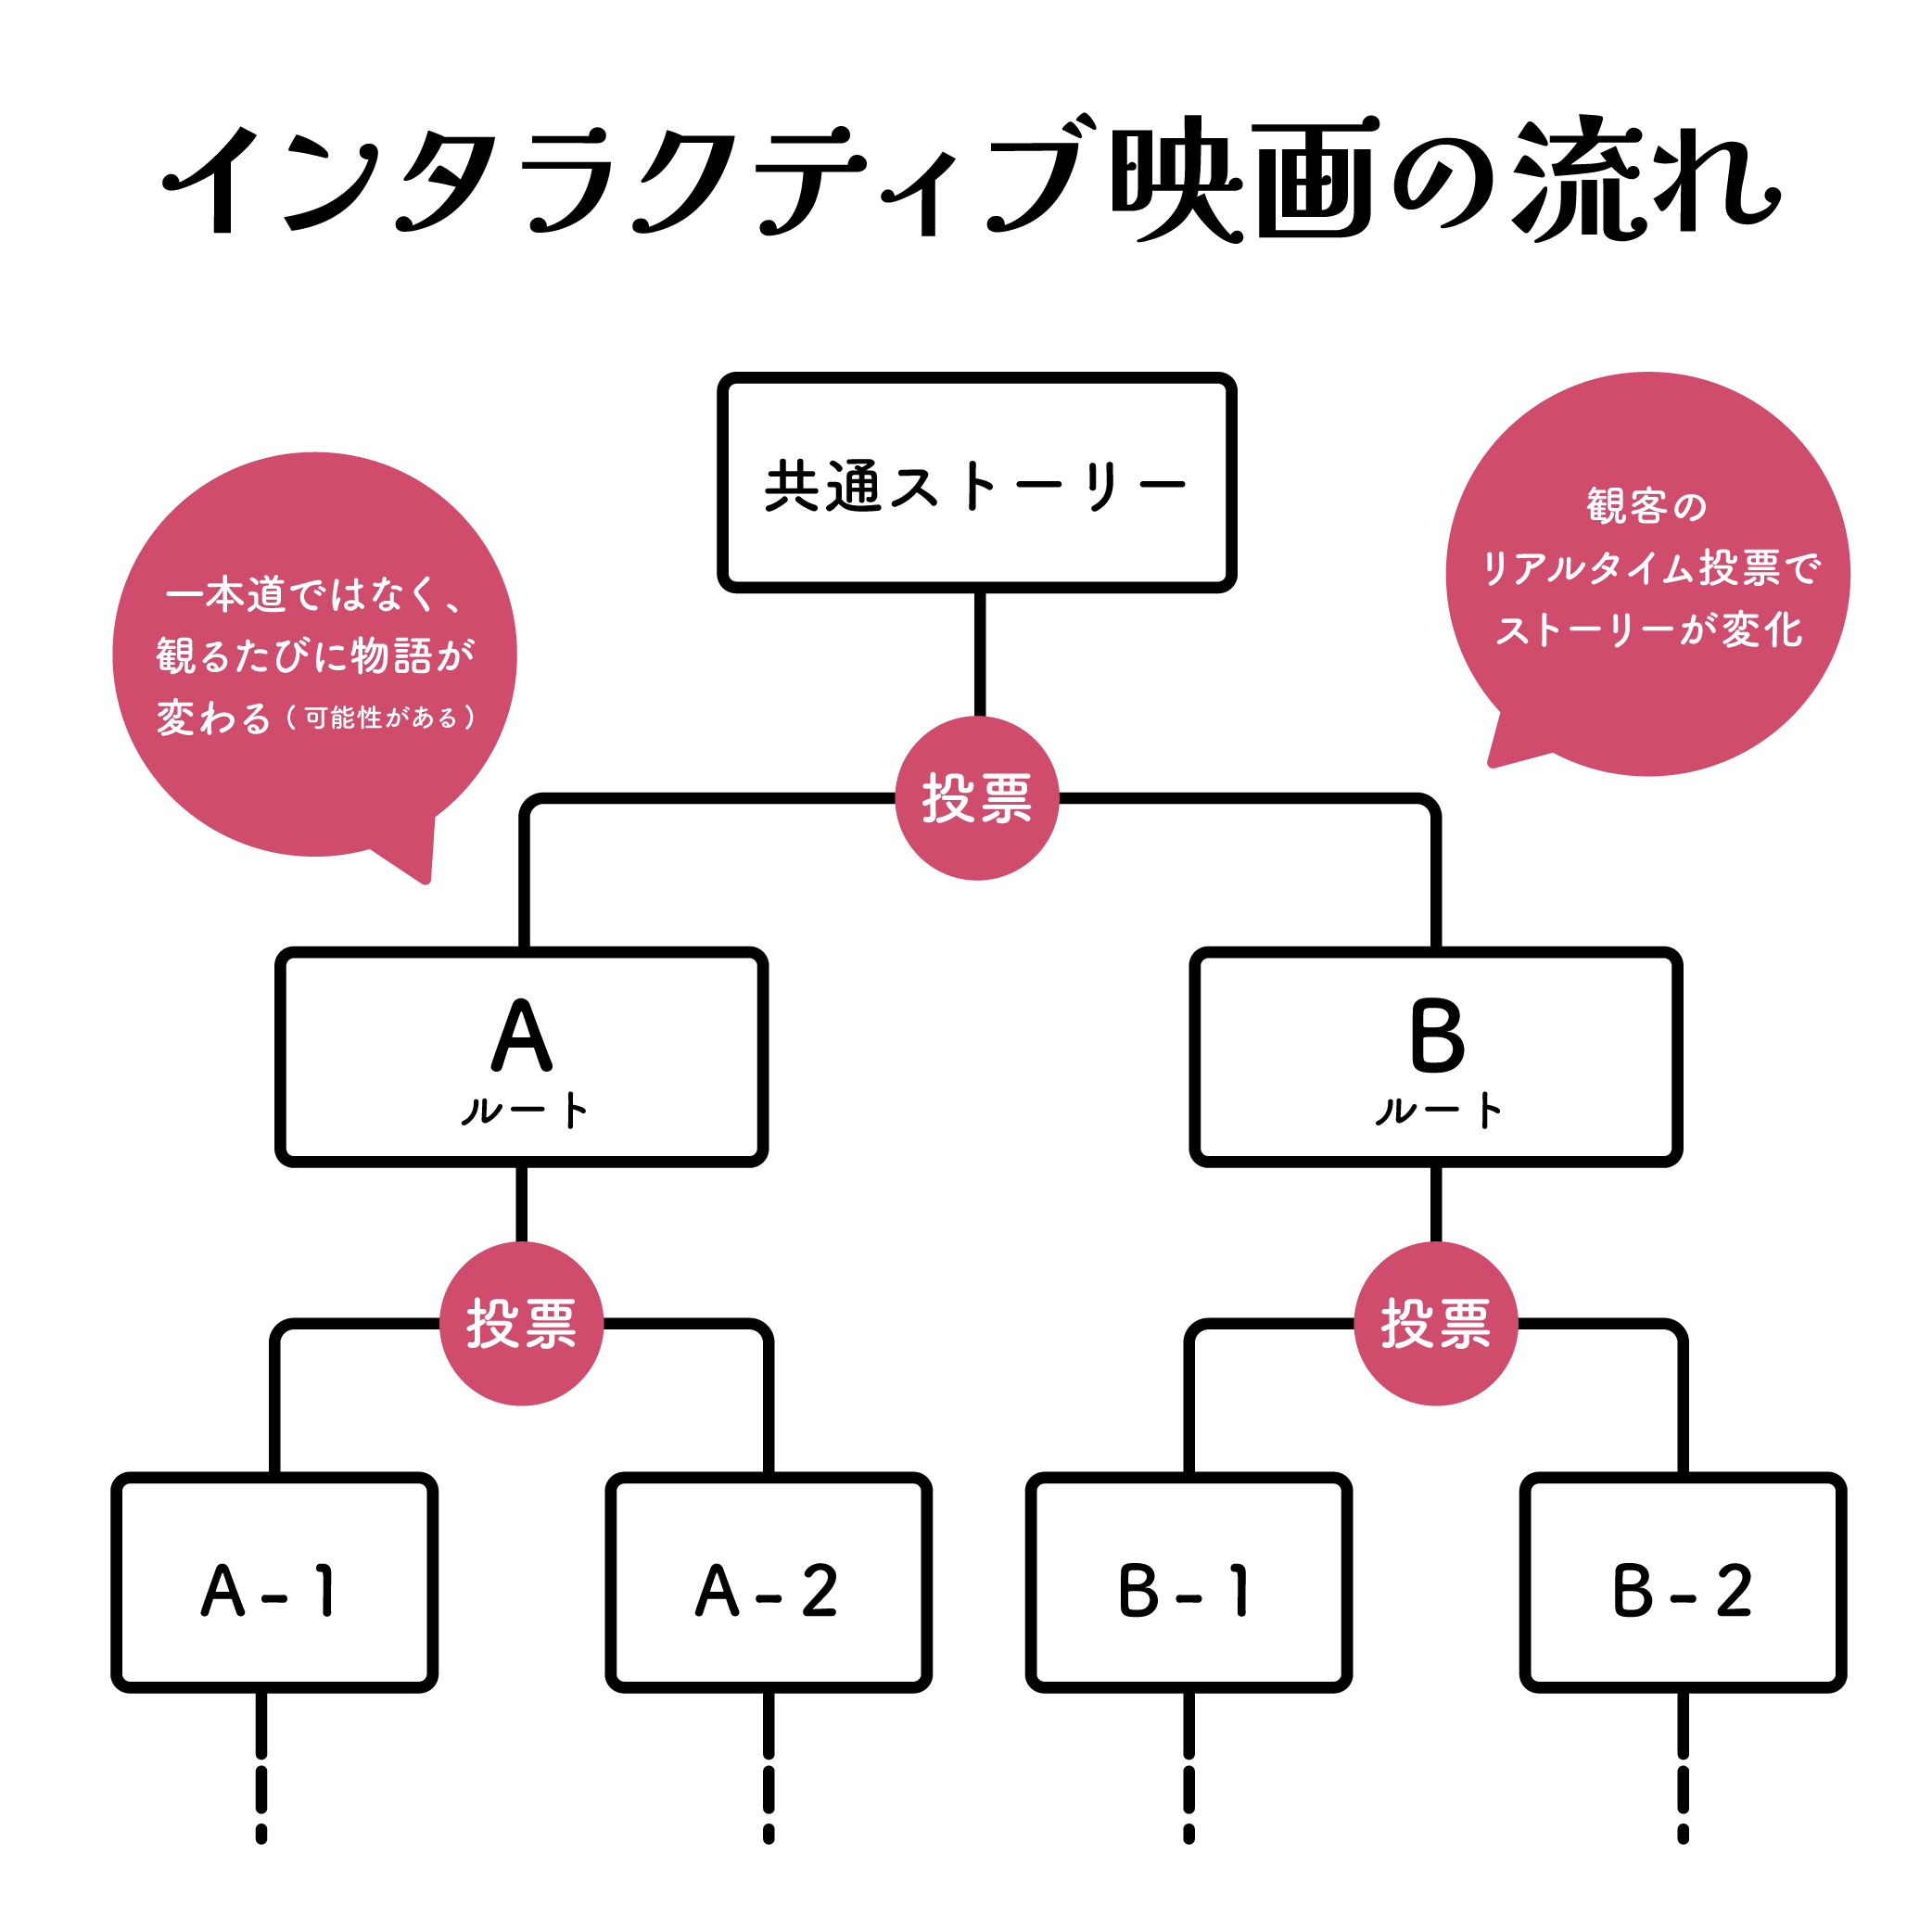 インタラクティブ映画の流れ
共通ストーリー
観客の
リアルタイム投票で
ストーリーが変化
一本道ではなく、
観るたびに物語が
変わる（可能性がある）
投票
A
ルート
B
ルート
投票
投票
A-1
A-2
B-1
B-2